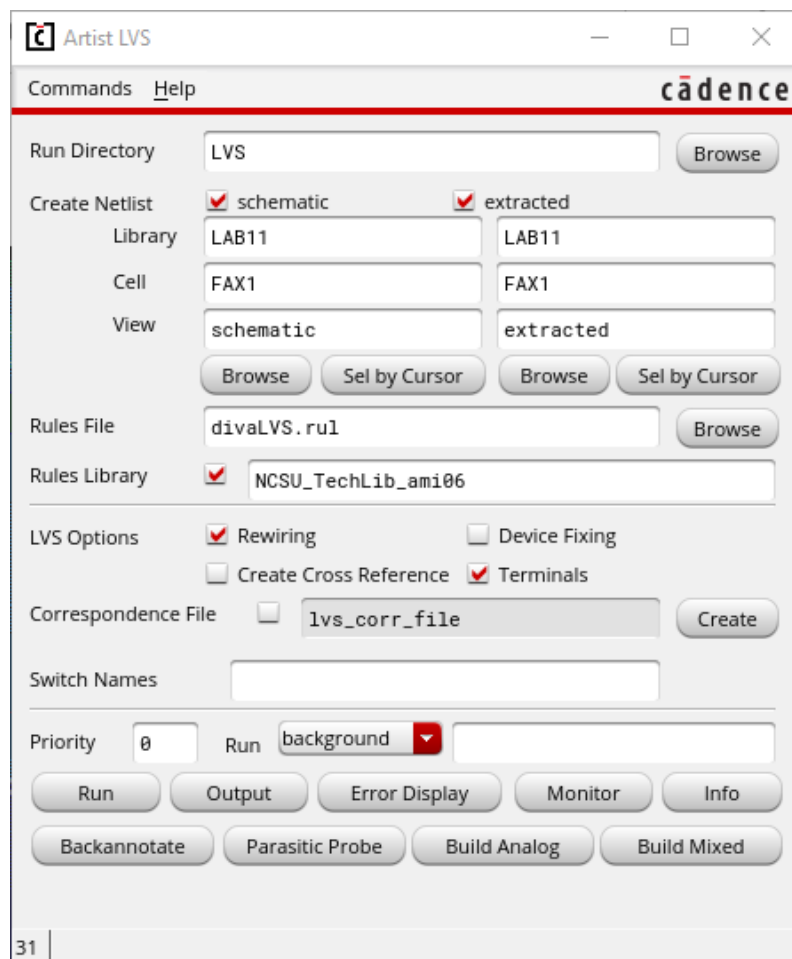 Artist LVS
Commands Help cādence
Run Directory LVS Browse
Create Netlist schematic extracted
Library LAB11 LAB11
Cell FAX1 FAX1
View schematic extracted
Browse Sel by Cursor Browse Sel by Cursor
Rules File divaLVS.rul Browse
Rules Library NCSU_TechLib_ami06
LVS Options Rewiring Device Fixing
Create Cross Reference Terminals
Correspondence File lvs_corr_file Create
Switch Names
Priority 0 Run background
Run Output Error Display Monitor Info
Backannotate Parasitic Probe Build Analog Build Mixed
31